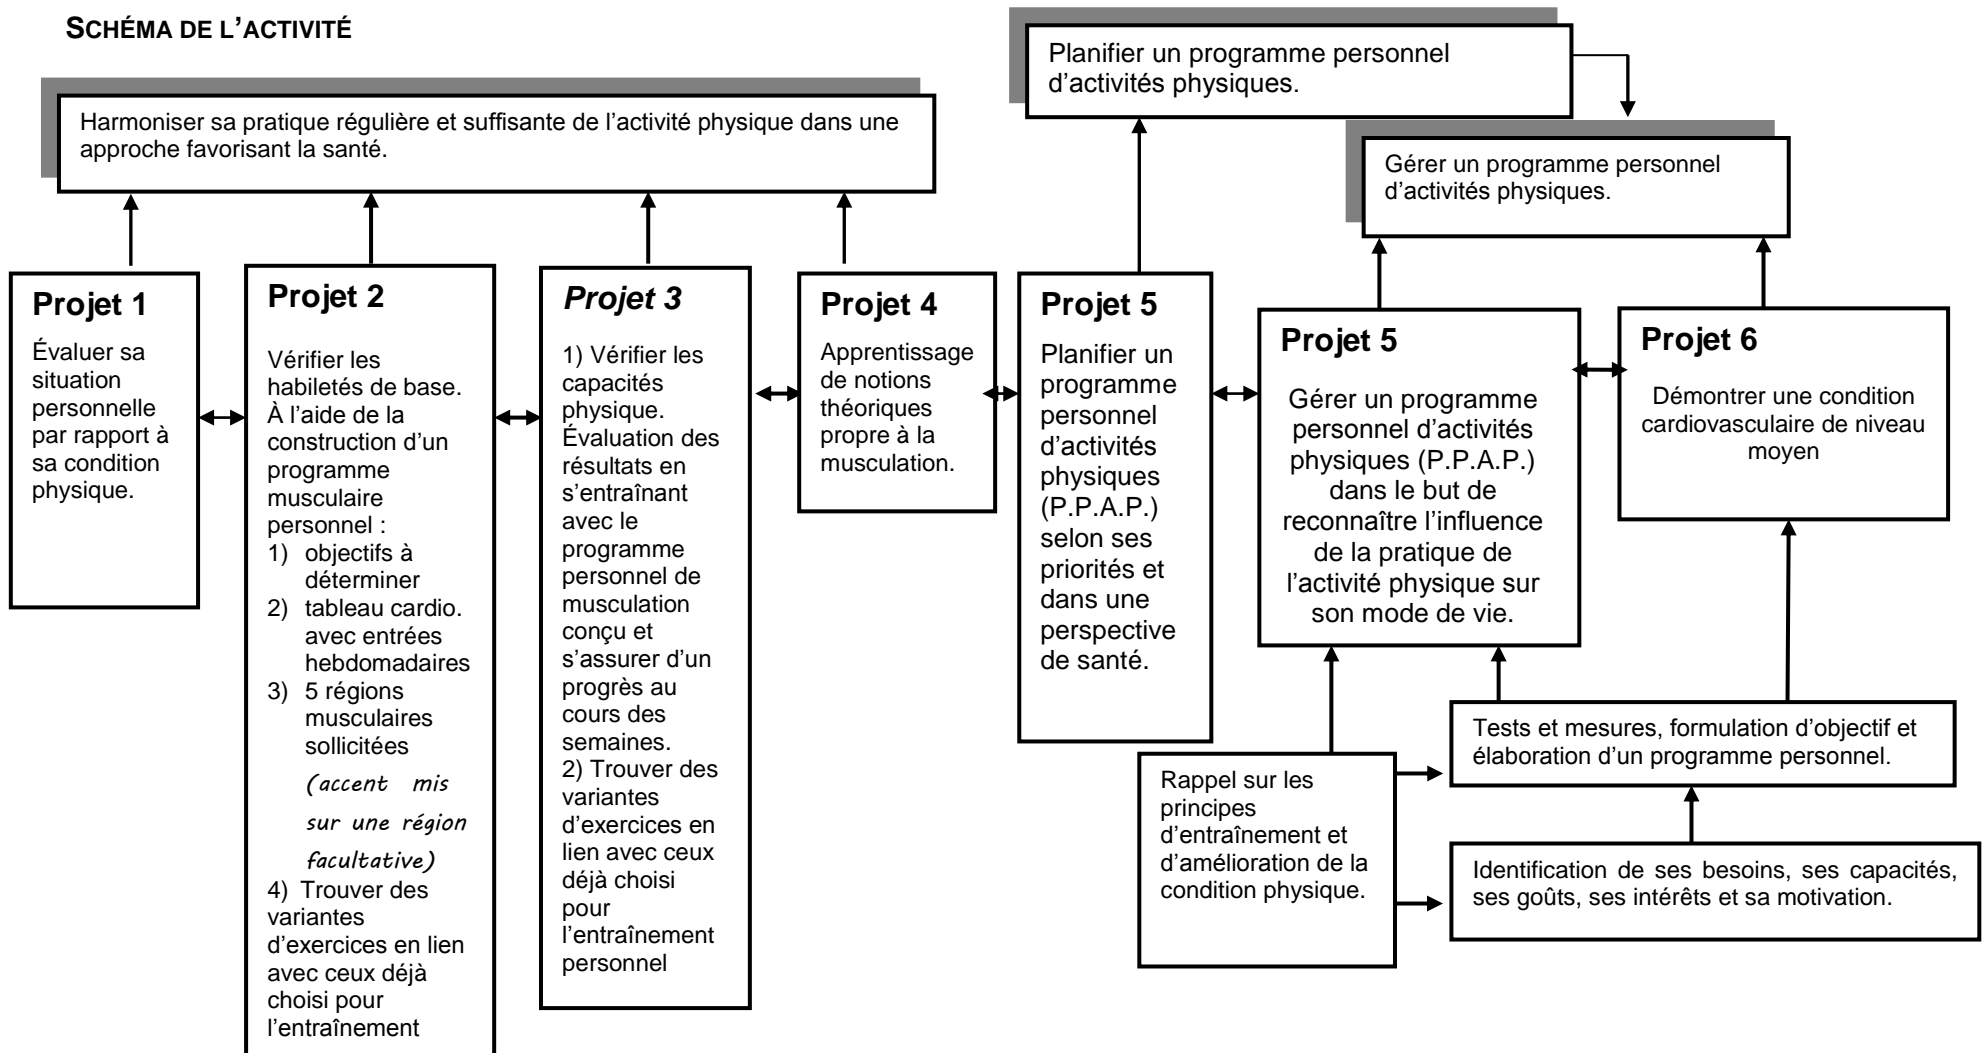 SCHÉMA DE L’ACTIVITÉ
Planifier un programme personnel
d’activités physiques.
Harmoniser sa pratique régulière et suffisante de l’activité physique dans une
approche favorisant la santé.
Gérer un programme personnel
d’activités physiques.
Projet 1
Évaluer sa
situation
personnelle
par rapport à
sa condition
physique.
Projet 2
Vérifier les
habiletés de base.
À l’aide de la
construction d’un
programme
musculaire
personnel :
1) objectifs à
déterminer
2) tableau cardio.
avec entrées
hebdomadaires
3) 5 régions
musculaires
sollicitées
(accent mis
sur une région
facultative)
4) Trouver des
variantes
d’exercices en lien
avec ceux déjà
choisi pour
l’entraînement
Projet 3
1) Vérifier les
capacités
physique.
Évaluation des
résultats en
s’entraînant
avec le
programme
personnel de
musculation
conçu et
s’assurer d’un
progrès au
cours des
semaines.
2) Trouver des
variantes
d’exercices en
lien avec ceux
déjà choisi
pour
l’entraînement
personnel
Projet 4
Apprentissage
de notions
théoriques
propre à la
musculation.
Projet 5
Planifier un
programme
personnel
d’activités
physiques
(P.P.A.P.)
selon ses
priorités et
dans une
perspective
de santé.
Projet 5
Gérer un programme
personnel d’activités
physiques (P.P.A.P.)
dans le but de
reconnaître l’influence
de la pratique de
l’activité physique sur
son mode de vie.
Projet 6
Démontrer une condition
cardiovasculaire de niveau
moyen
Tests et mesures, formulation d’objectif et
élaboration d’un programme personnel.
Rappel sur les
principes
d’entraînement et
d’amélioration de la
condition physique.
Identification de ses besoins, ses capacités,
ses goûts, ses intérêts et sa motivation.